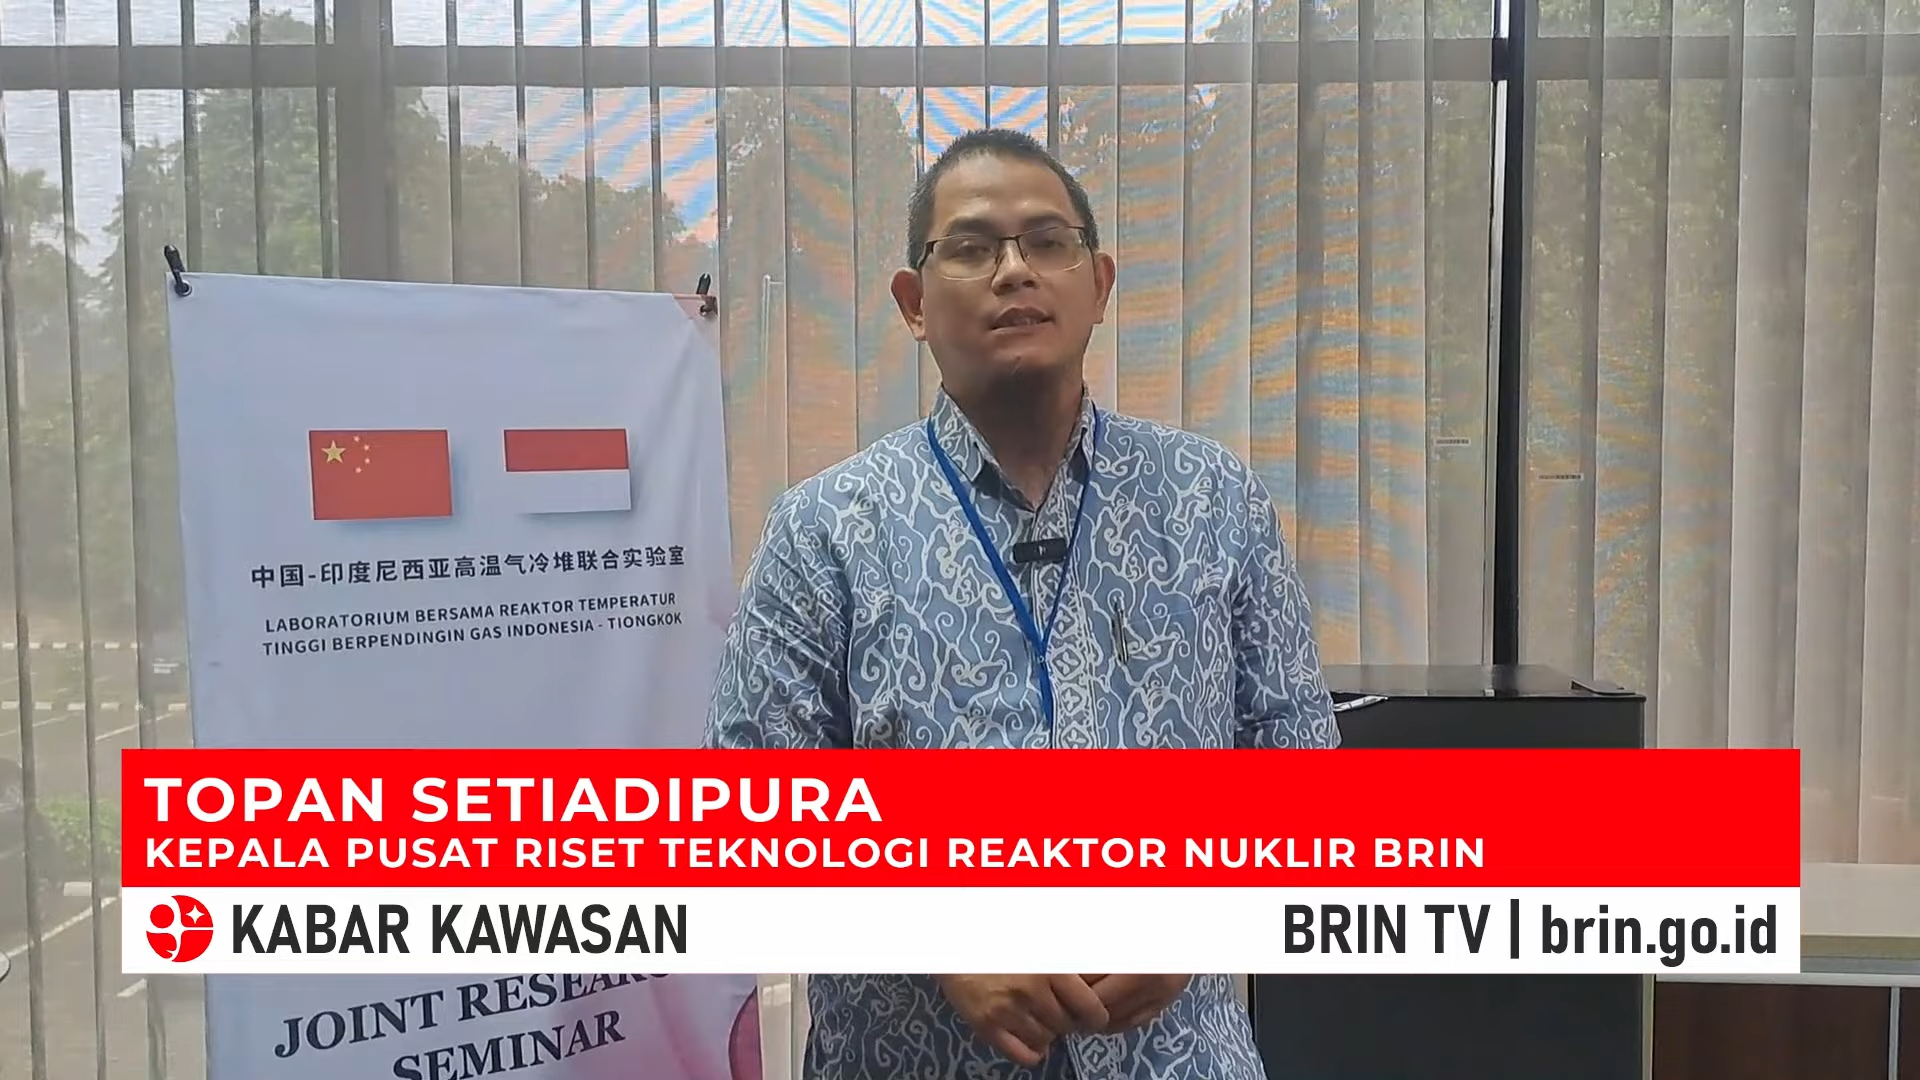 中国-印度尼西亚高温气冷堆联合实验室
LABORATORIUM BERSAMA REAKTOR TEMPERATUR
TINGGI BERPENDINGIN GAS INDONESIA - TIONGKOK
TOPAN SETIADIPURA
KEPALA PUSAT RISET TEKNOLOGI REAKTOR NUKLIR BRIN
KABAR KAWASAN
BRIN TV | brin.go.id
JOINT
SEMINAR